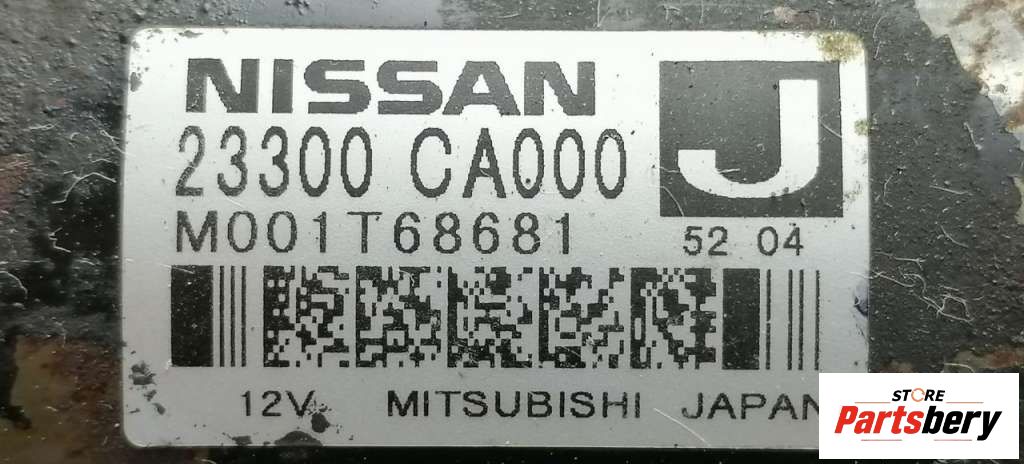 NISSAN J
23300 CA000
M001T68681 52 04
12V MITSUBISHI JAPAN
STORE
Partsbery